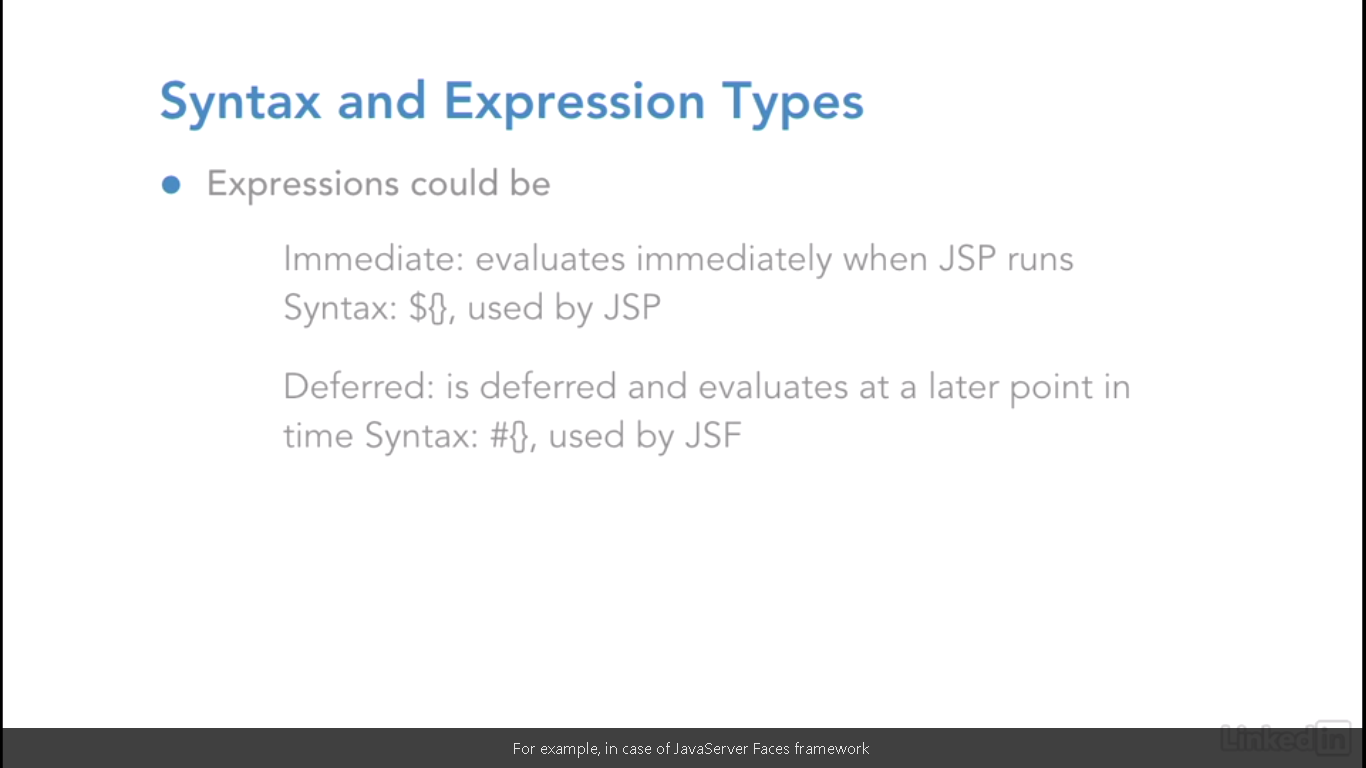 Syntax and Expression Types
● Expressions could be
Immediate: evaluates immediately when JSP runs
Syntax: ${}, used by JSP
Deferred: is deferred and evaluates at a later point in
time Syntax: #{}, used by JSF
Linked in
For example, in case of JavaServer Faces framework